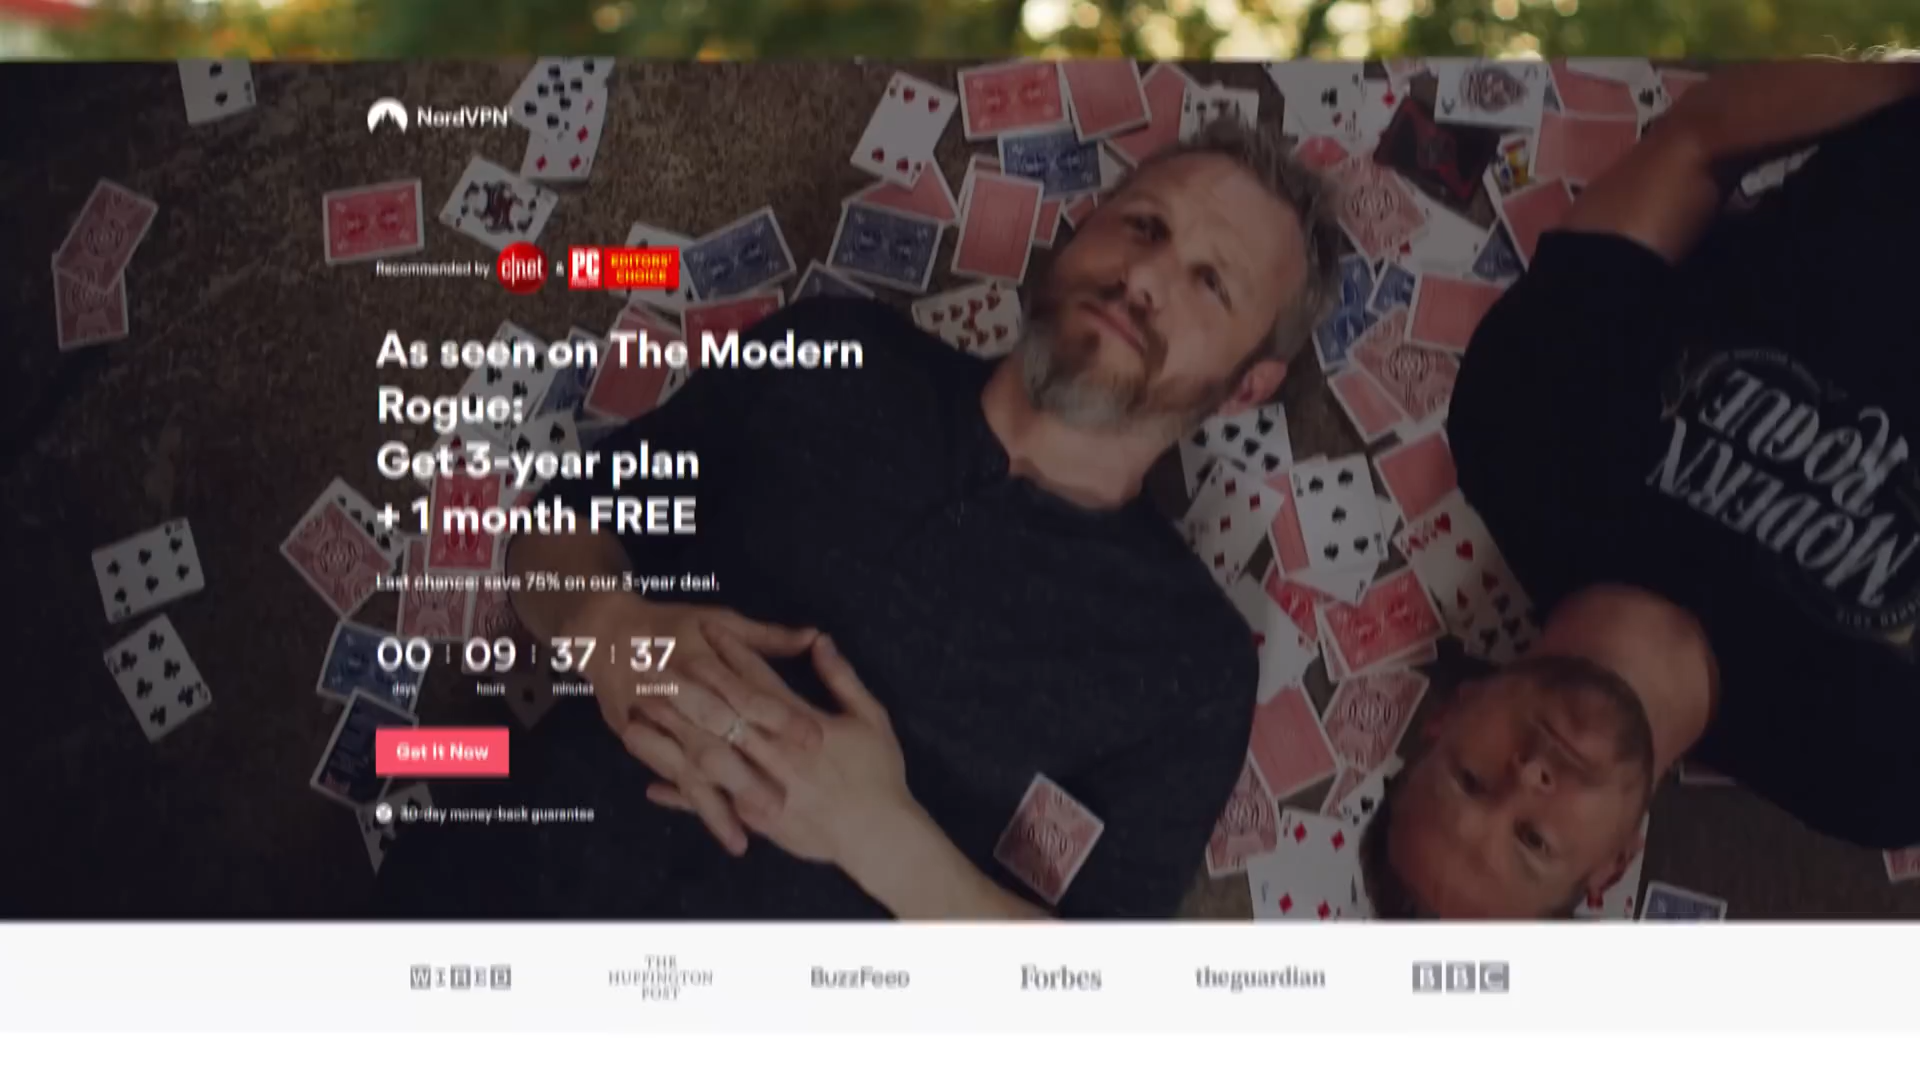 NordVPN®
Recommended by c|net & PC EDITORS' CHOICE
As seen on The Modern
Rogue:
Get 3-year plan
+ 1 month FREE
Last chance: save 75% on our 3-year deal.
00 : 09 : 37 : 37
days hours minutes seconds
Get It Now
30-day money-back guarantee
MODERN
ROGUE
WIRED
THE
HUFFINGTON
POST
BuzzFeed
Forbes
theguardian
BBC